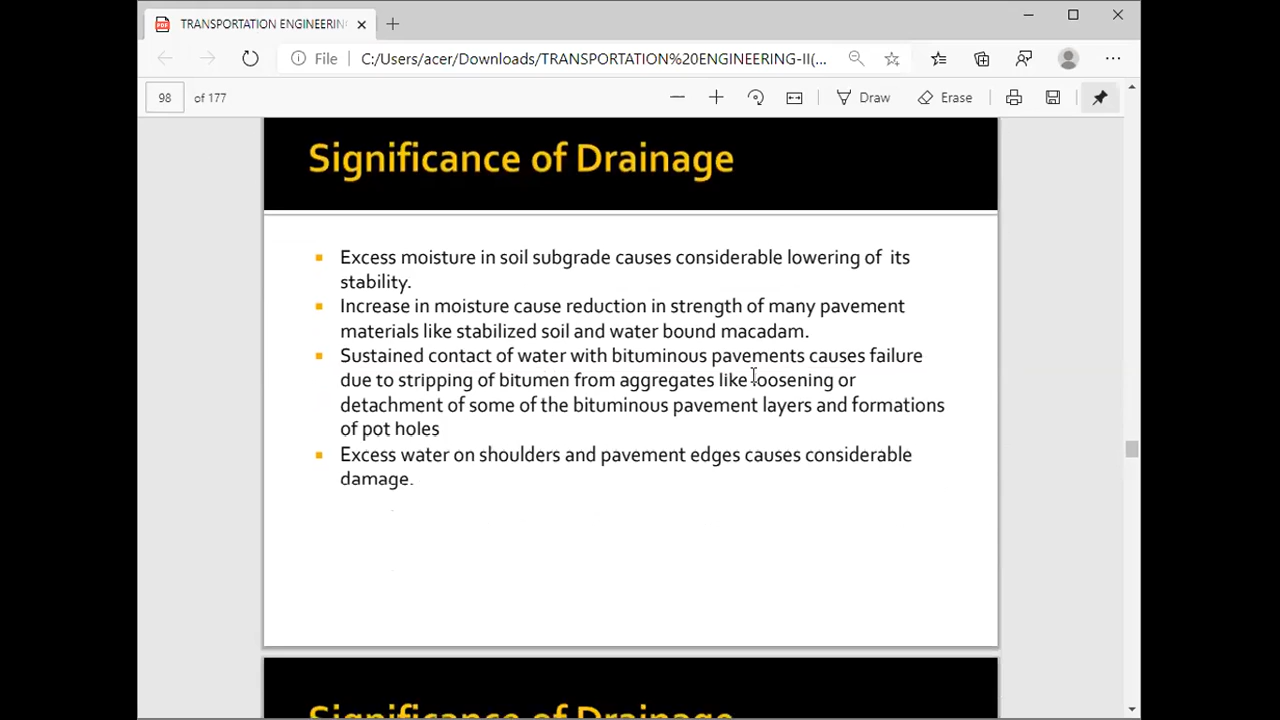 TRANSPORTATION ENGINEERIN
File C:/Users/acer/Downloads/TRANSPORTATION%20ENGINEERING-II(...
98 of 177 Draw Erase
Significance of Drainage
Excess moisture in soil subgrade causes considerable lowering of its
stability.
Increase in moisture cause reduction in strength of many pavement
materials like stabilized soil and water bound macadam.
Sustained contact of water with bituminous pavements causes failure
due to stripping of bitumen from aggregates like loosening or
detachment of some of the bituminous pavement layers and formations
of pot holes
Excess water on shoulders and pavement edges causes considerable
damage.
Significance of Drainage